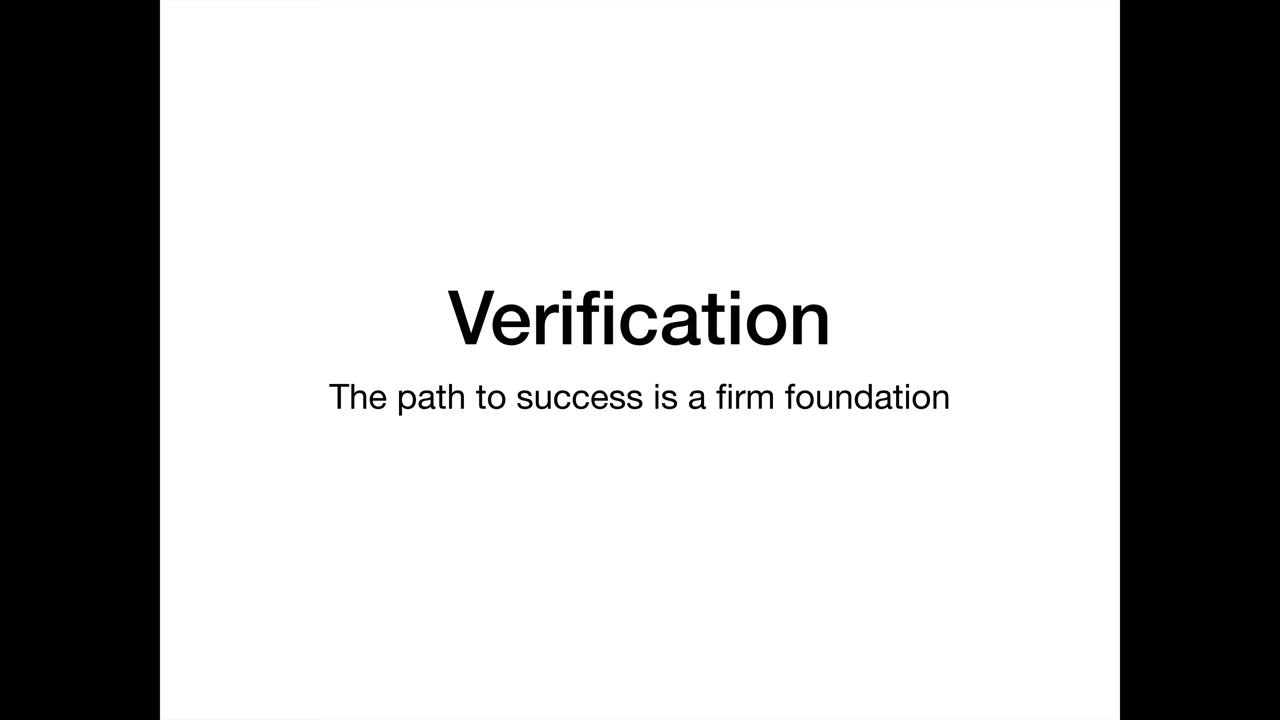 Verification
The path to success is a firm foundation